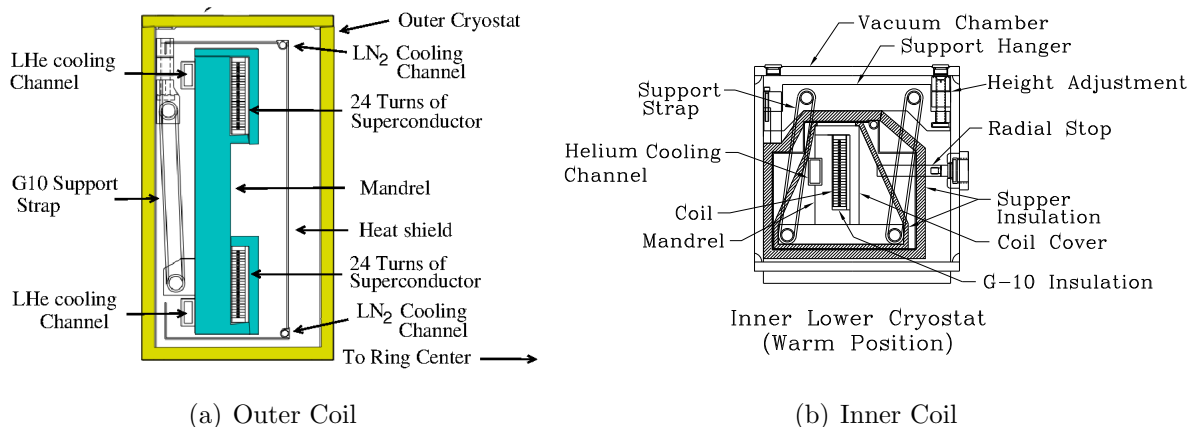 Outer Cryostat
LHe cooling
Channel
LN2 Cooling
Channel
24 Turns of
Superconductor
G10 Support
Strap
Mandrel
Heat shield
24 Turns of
Superconductor
LHe cooling
Channel
LN2 Cooling
Channel
To Ring Center
(a) Outer Coil
Vacuum Chamber
Support Hanger
Support
Strap
Height Adjustment
Radial Stop
Helium Cooling
Channel
Supper
Insulation
Coil
Mandrel
Coil Cover
G-10 Insulation
Inner Lower Cryostat
(Warm Position)
(b) Inner Coil